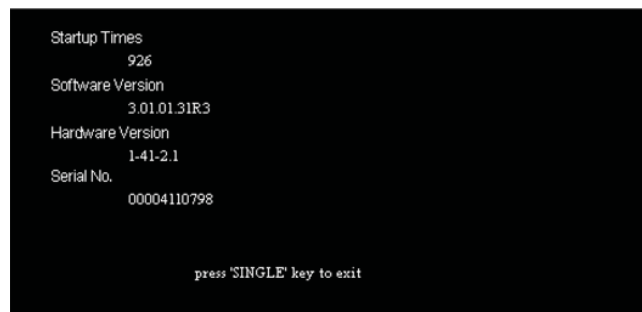 Startup Times
926
Software Version
3.01.01.31R3
Hardware Version
1-41-2.1
Serial No.
00004110798
press 'SINGLE' key to exit